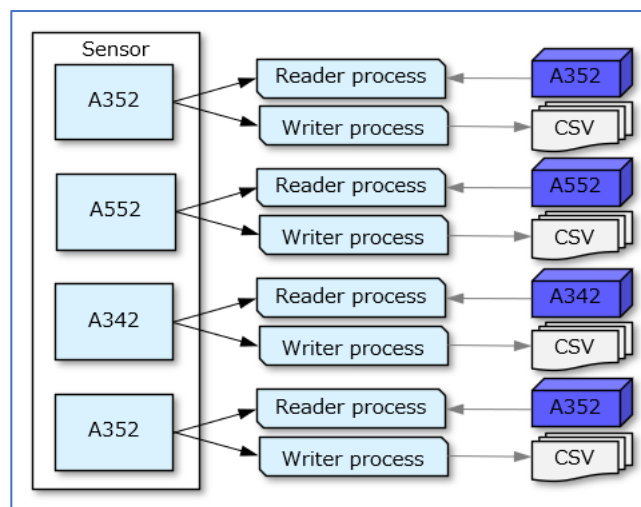 Sensor
A352
Reader process
A352
Writer process
CSV
A552
Reader process
A552
Writer process
CSV
A342
Reader process
A342
Writer process
CSV
A352
Reader process
A352
Writer process
CSV